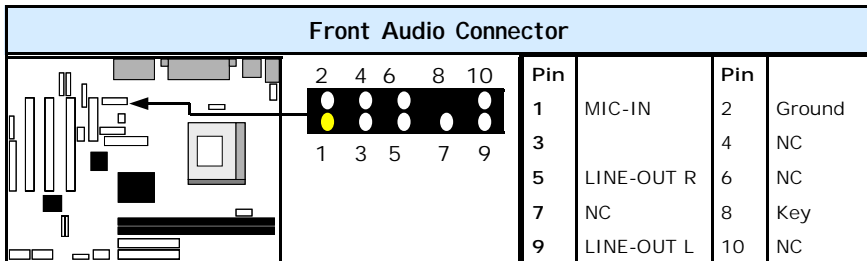 Front Audio Connector
2 4 6 8 10
1 3 5 7 9
Pin Pin
1 MIC-IN 2 Ground
3 4 NC
5 LINE-OUT R 6 NC
7 NC 8 Key
9 LINE-OUT L 10 NC